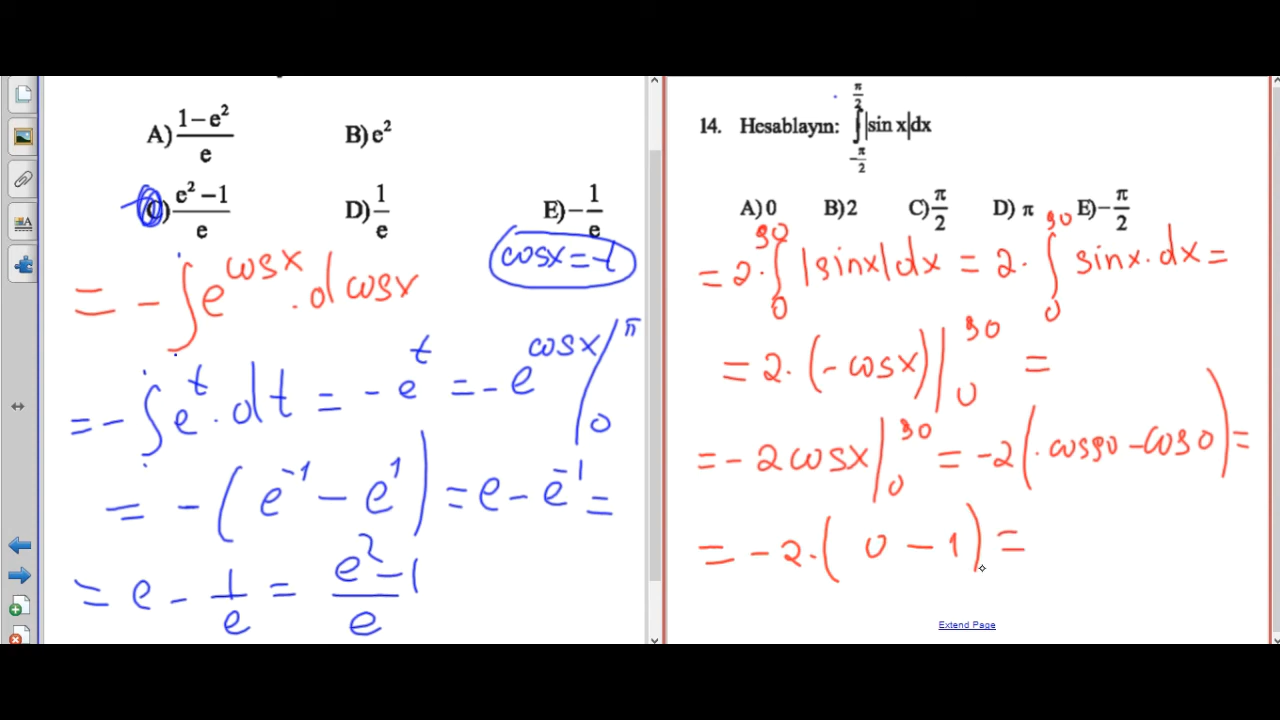 A) (1-e²)/e B) e²
C) (e²-1)/e D) 1/e E) -1/e
cosx = t
= - ∫ e^cosx . d cosx
= - ∫ e^t . dt = - e^t = - e^cosx |₀^π
= - (e⁻¹ - e¹) = e - e⁻¹ =
= e - 1/e = (e²-1)/e
14. Hesablayın: ∫_{-π/2}^{π/2} |sin x|dx
A) 0 B) 2 C) π/2 D) π E) -π/2
= 2. ∫₀^90 |sinx| dx = 2. ∫₀^90 sinx. dx =
= 2. (- cosx) |₀^90 =
= - 2 cosx |₀^90 = -2 (. cos90 - cos0) =
= - 2. (0 - 1) =
Extend Page